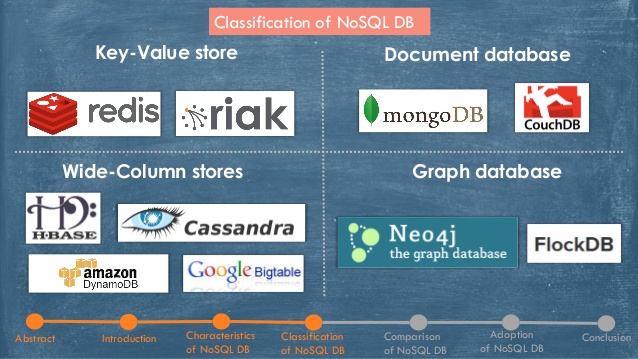 Classification of NoSQL DB
Key-Value store
Document database
redis
riak
mongoDB
CouchDB
Wide-Column stores
Graph database
H·BASE
Cassandra
Neo4j
the graph database
FlockDB
amazon
DynamoDB
Google Bigtable
Abstract
Introduction
Characteristics
of NoSQL DB
Classification
of NoSQL DB
Comparison
of NoSQL DB
Adoption
of NoSQL DB
Conclusion